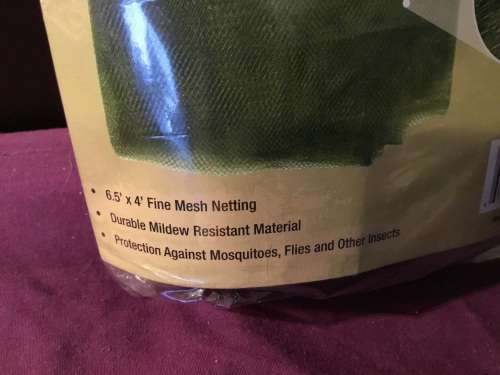 • 6.5' x 4' Fine Mesh Netting
• Durable Mildew Resistant Material
• Protection Against Mosquitoes, Flies and Other Insects